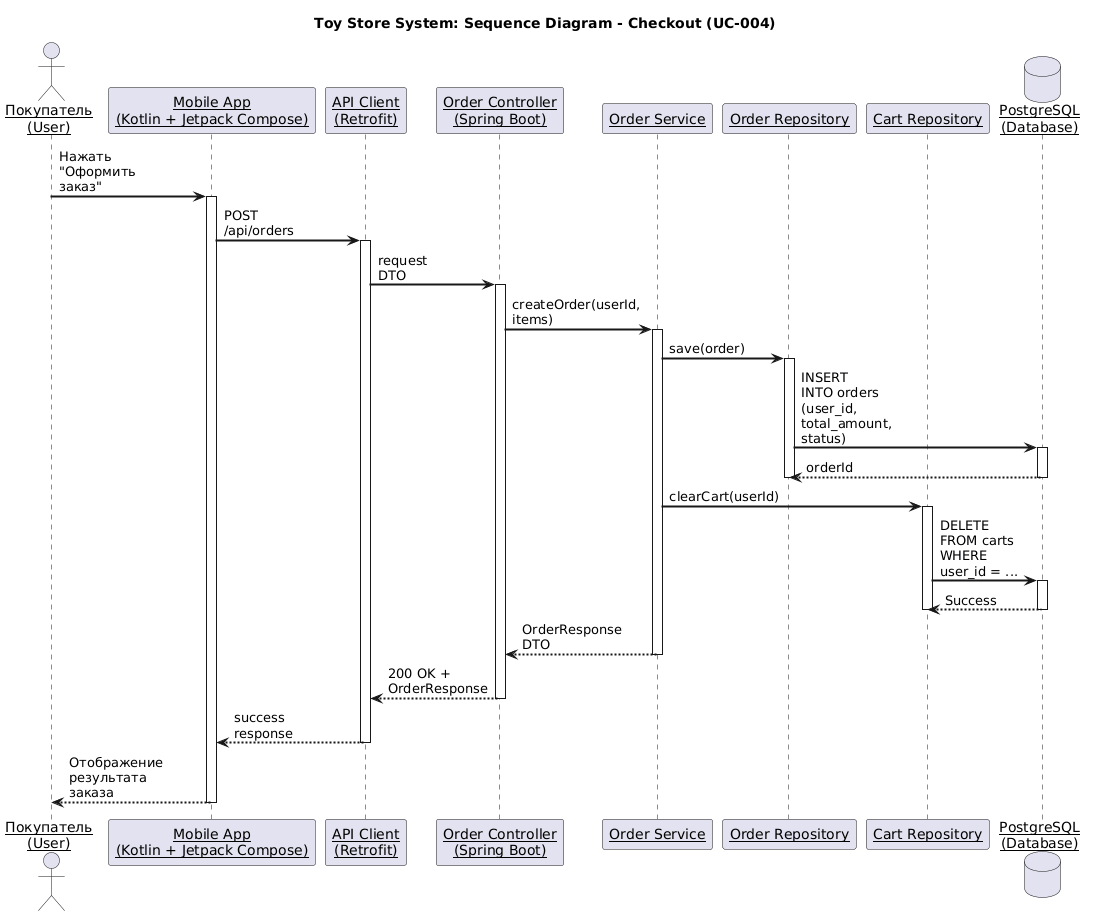 Toy Store System: Sequence Diagram - Checkout (UC-004)
Покупатель
(User)
Mobile App
(Kotlin + Jetpack Compose)
API Client
(Retrofit)
Order Controller
(Spring Boot)
Order Service
Order Repository
Cart Repository
PostgreSQL
(Database)
Нажать
"Оформить
заказ"
POST
/api/orders
request
DTO
createOrder(userId,
items)
save(order)
INSERT
INTO orders
(user_id,
total_amount,
status)
orderId
clearCart(userId)
DELETE
FROM carts
WHERE
user_id = ...
Success
OrderResponse
DTO
200 OK +
OrderResponse
success
response
Отображение
результата
заказа
Покупатель
(User)
Mobile App
(Kotlin + Jetpack Compose)
API Client
(Retrofit)
Order Controller
(Spring Boot)
Order Service
Order Repository
Cart Repository
PostgreSQL
(Database)